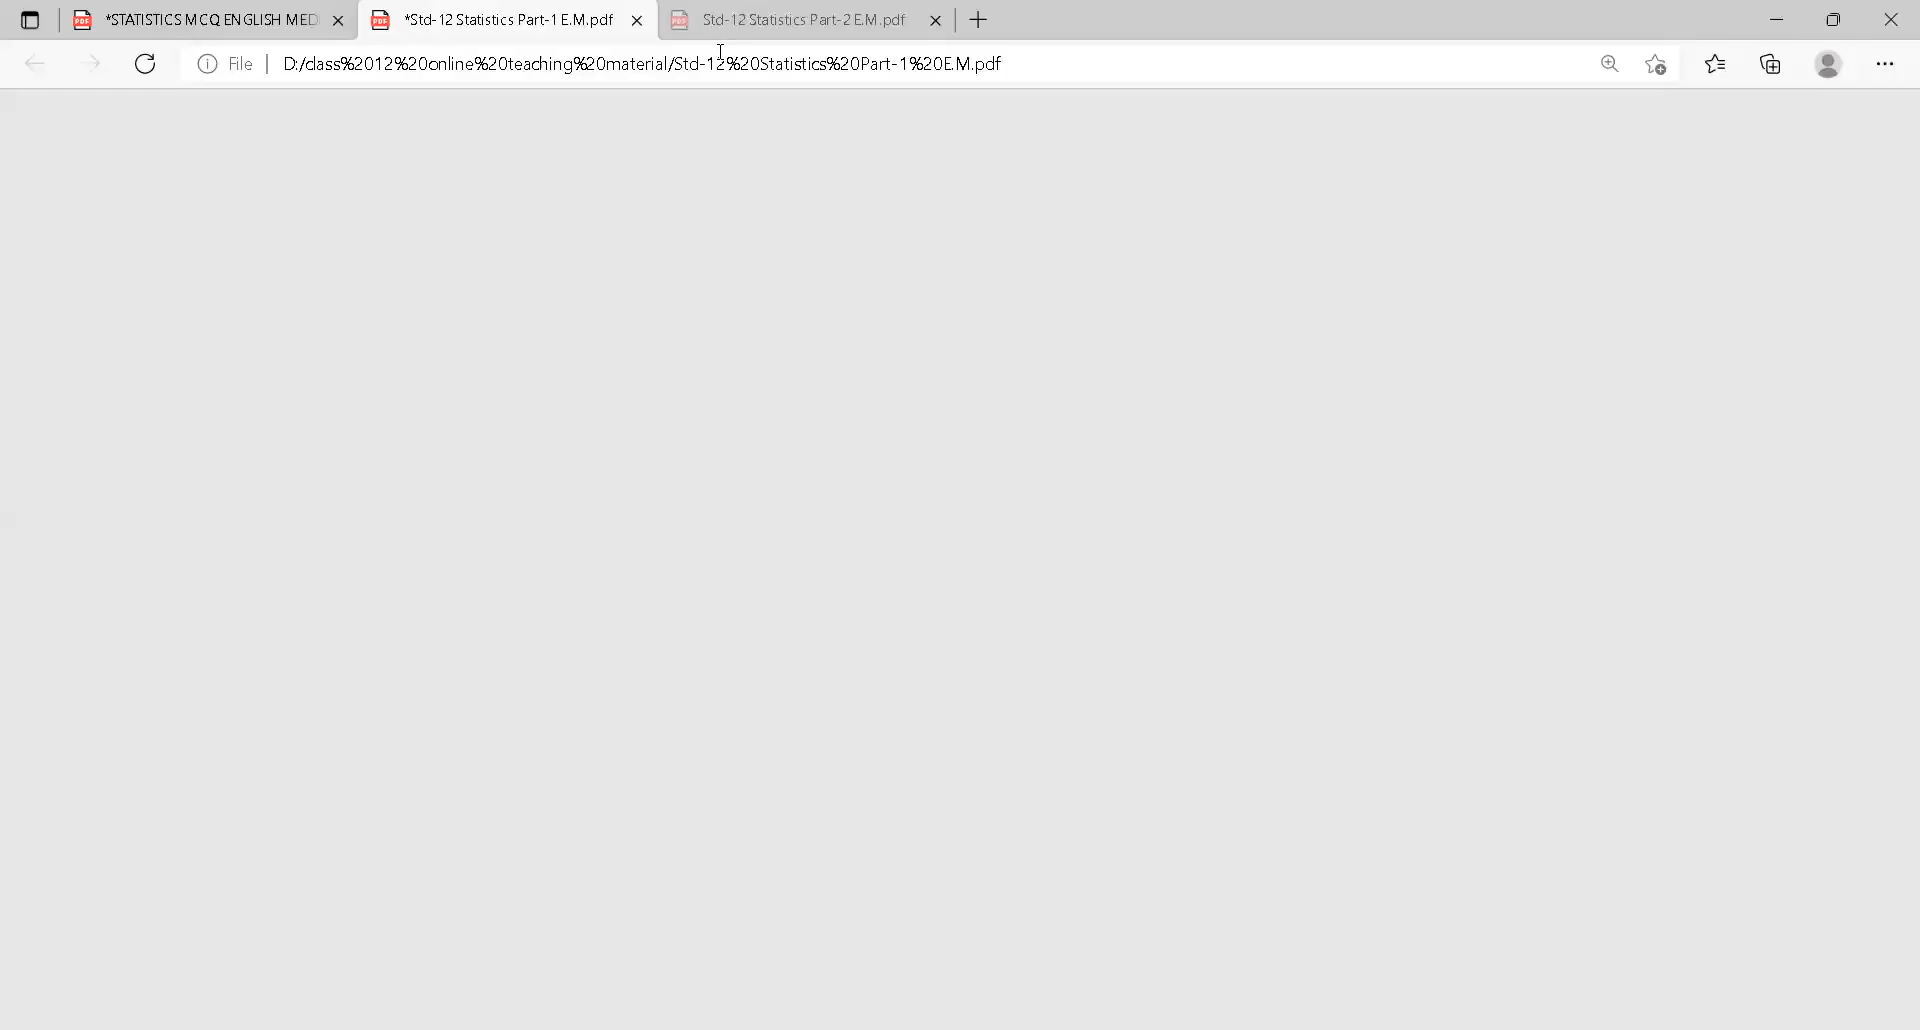 *STATISTICS MCQ ENGLISH MED
*Std-12 Statistics Part-1 E.M.pdf
Std-12 Statistics Part-2 E.M.pdf
File
D:/class%2012%20online%20teaching%20material/Std-12%20Statistics%20Part-1%20E.M.pdf